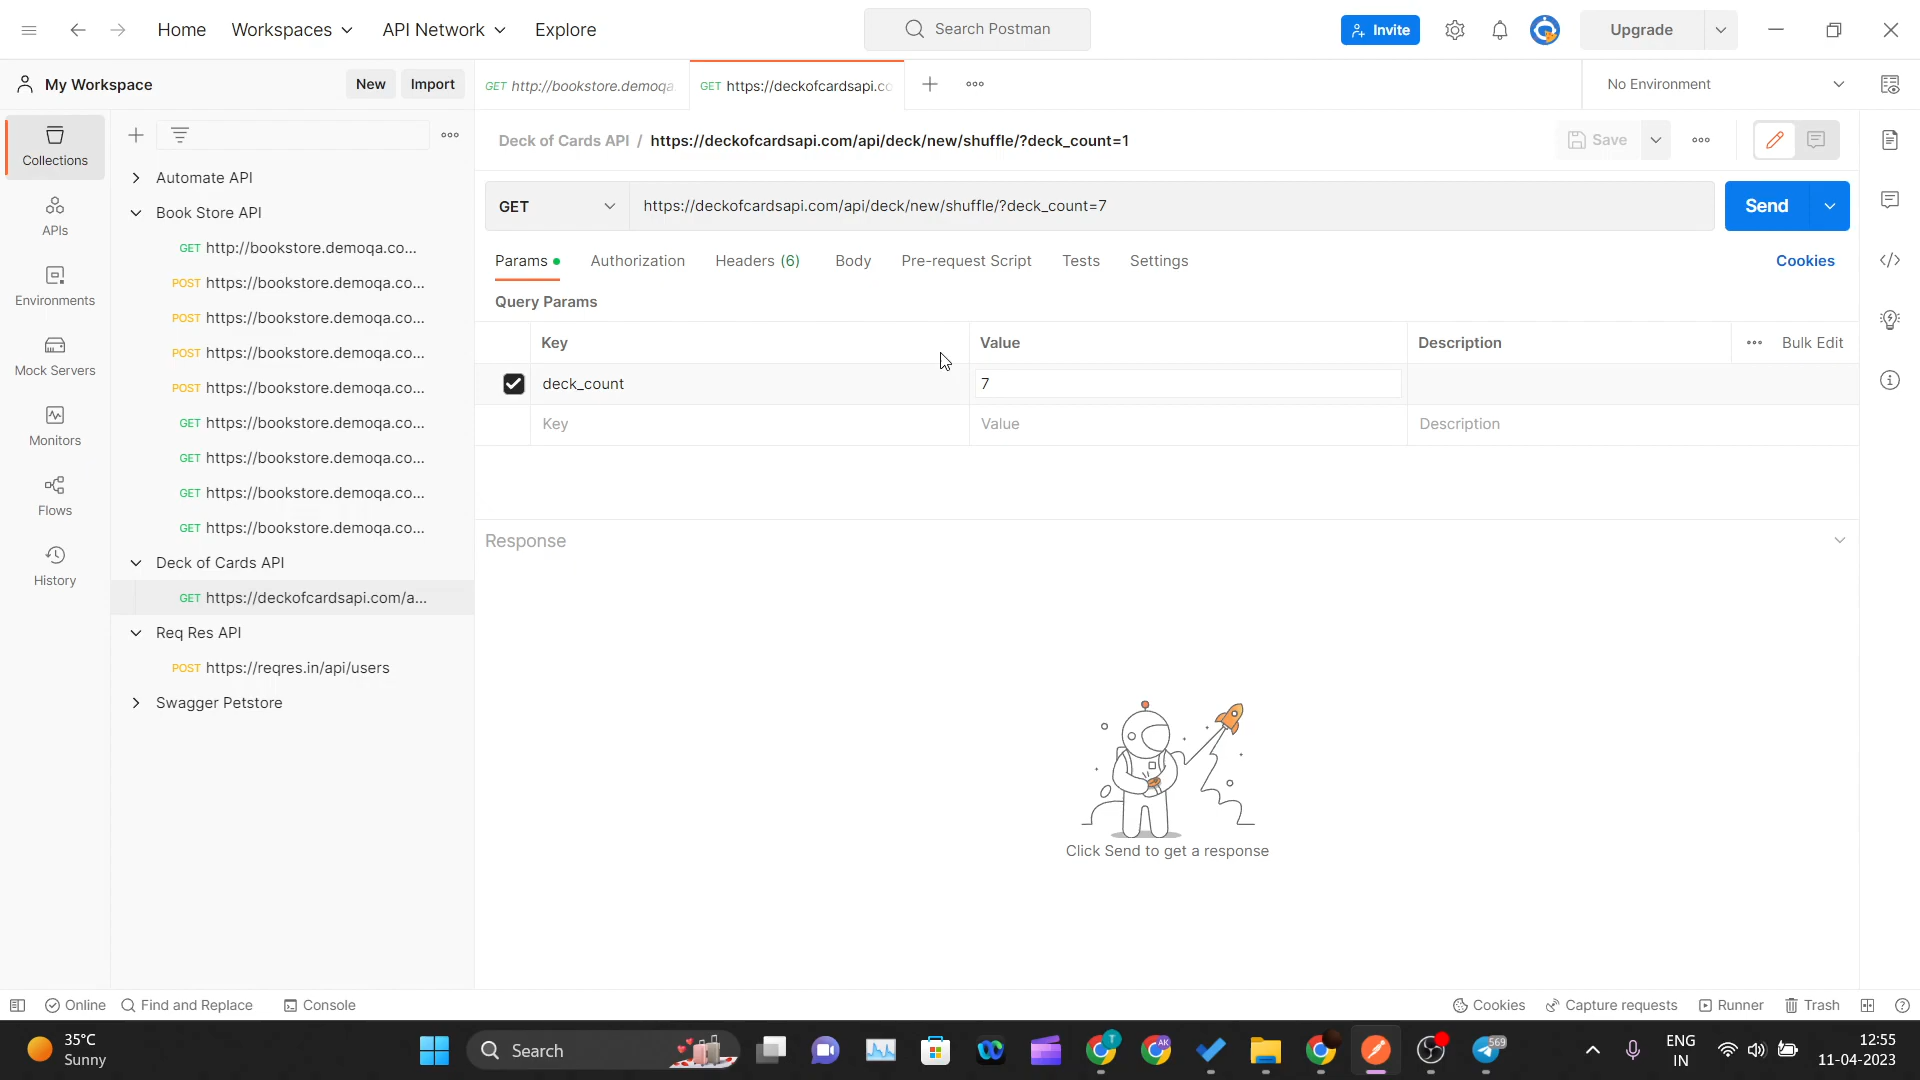 Home
Workspaces
API Network
Explore
Search Postman
Invite
Upgrade
My Workspace
New
Import
GET http://bookstore.demoqa.
GET https://deckofcardsapi.co
No Environment
Collections
APIs
Environments
Mock Servers
Monitors
Flows
History
Automate API
Book Store API
GET http://bookstore.demoqa.co...
POST https://bookstore.demoqa.co...
POST https://bookstore.demoqa.co...
POST https://bookstore.demoqa.co...
POST https://bookstore.demoqa.co...
GET https://bookstore.demoqa.co...
GET https://bookstore.demoqa.co...
GET https://bookstore.demoqa.co...
GET https://bookstore.demoqa.co...
Deck of Cards API
GET https://deckofcardsapi.com/a...
Req Res API
POST https://reqres.in/api/users
Swagger Petstore
Deck of Cards API / https://deckofcardsapi.com/api/deck/new/shuffle/?deck_count=1
Save
GET
https://deckofcardsapi.com/api/deck/new/shuffle/?deck_count=7
Send
Params
Authorization
Headers (6)
Body
Pre-request Script
Tests
Settings
Cookies
Query Params
Key
Value
Description
Bulk Edit
deck_count
7
Key
Value
Description
Response
Click Send to get a response
Online
Find and Replace
Console
Cookies
Capture requests
Runner
Trash
35°C
Sunny
Search
T
AK
569
ENG
IN
12:55
11-04-2023